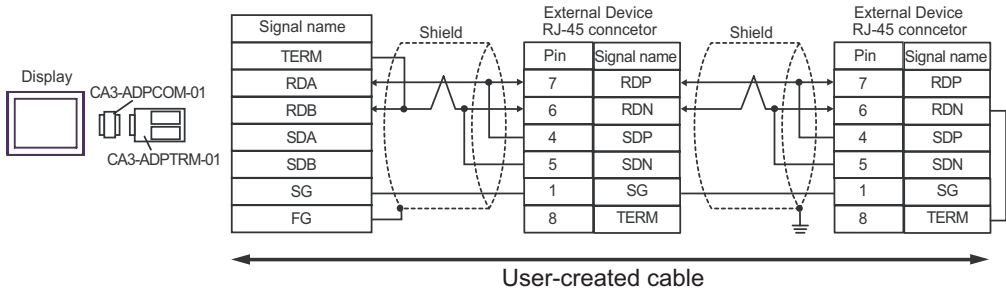 Display
CA3-ADPCOM-01
CA3-ADPTRM-01
Signal name
TERM
RDA
RDB
SDA
SDB
SG
FG
Shield
External Device
RJ-45 conncetor
Pin Signal name
7 RDP
6 RDN
4 SDP
5 SDN
1 SG
8 TERM
Shield
External Device
RJ-45 conncetor
Pin Signal name
7 RDP
6 RDN
4 SDP
5 SDN
1 SG
8 TERM
User-created cable